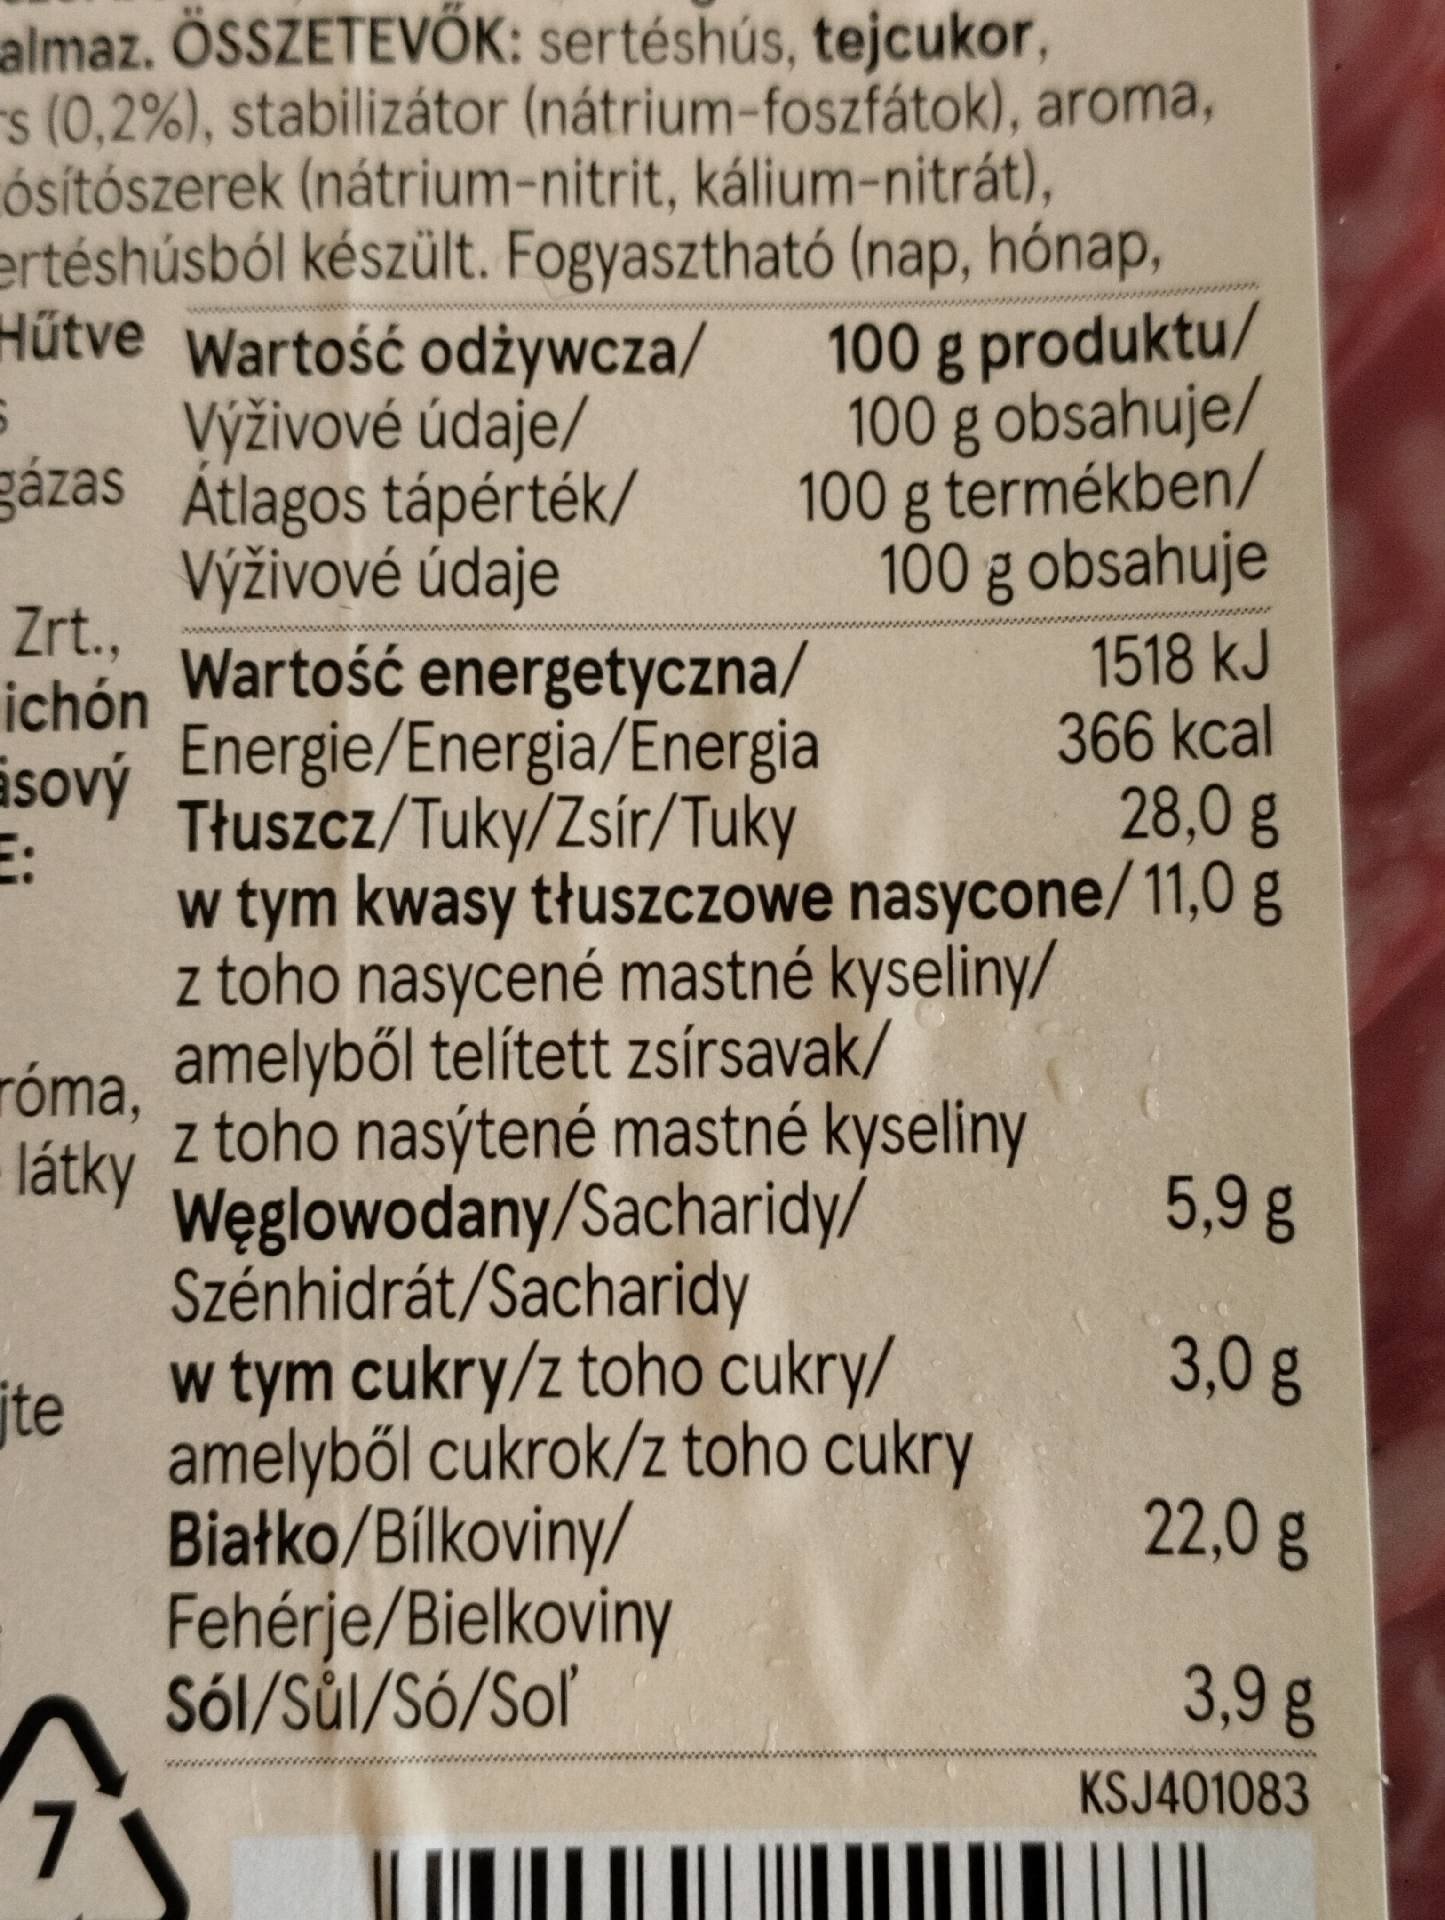 almaz. ÖSSZETEVŐK: sertéshús, tejcukor,
(0,2%), stabilizátor (nátrium-foszfátok), aroma,
ósítószerek (nátrium-nitrit, kálium-nitrát),
ertéshúsból készült. Fogyasztható (nap, hónap,
Hűtve
gázas
Zrt.,
ichón
ásový
E:
róma,
látky
jte
Wartość odżywcza/ 100 g produktu/
Výživové údaje/ 100 g obsahuje/
Átlagos tápérték/ 100 g termékben/
Výživové údaje 100 g obsahuje
Wartość energetyczna/ 1518 kJ
Energie/Energia/Energia 366 kcal
Tłuszcz/Tuky/Zsír/Tuky 28,0 g
w tym kwasy tłuszczowe nasycone/ 11,0 g
z toho nasycené mastné kyseliny/
amelyből telített zsírsavak/
z toho nasýtené mastné kyseliny
Węglowodany/Sacharidy/ 5,9 g
Szénhidrát/Sacharidy
w tym cukry/z toho cukry/ 3,0 g
amelyből cukrok/z toho cukry
Białko/Bílkoviny/ 22,0 g
Fehérje/Bielkoviny
Sól/Sůl/Só/Soľ 3,9 g
KSJ401083
7